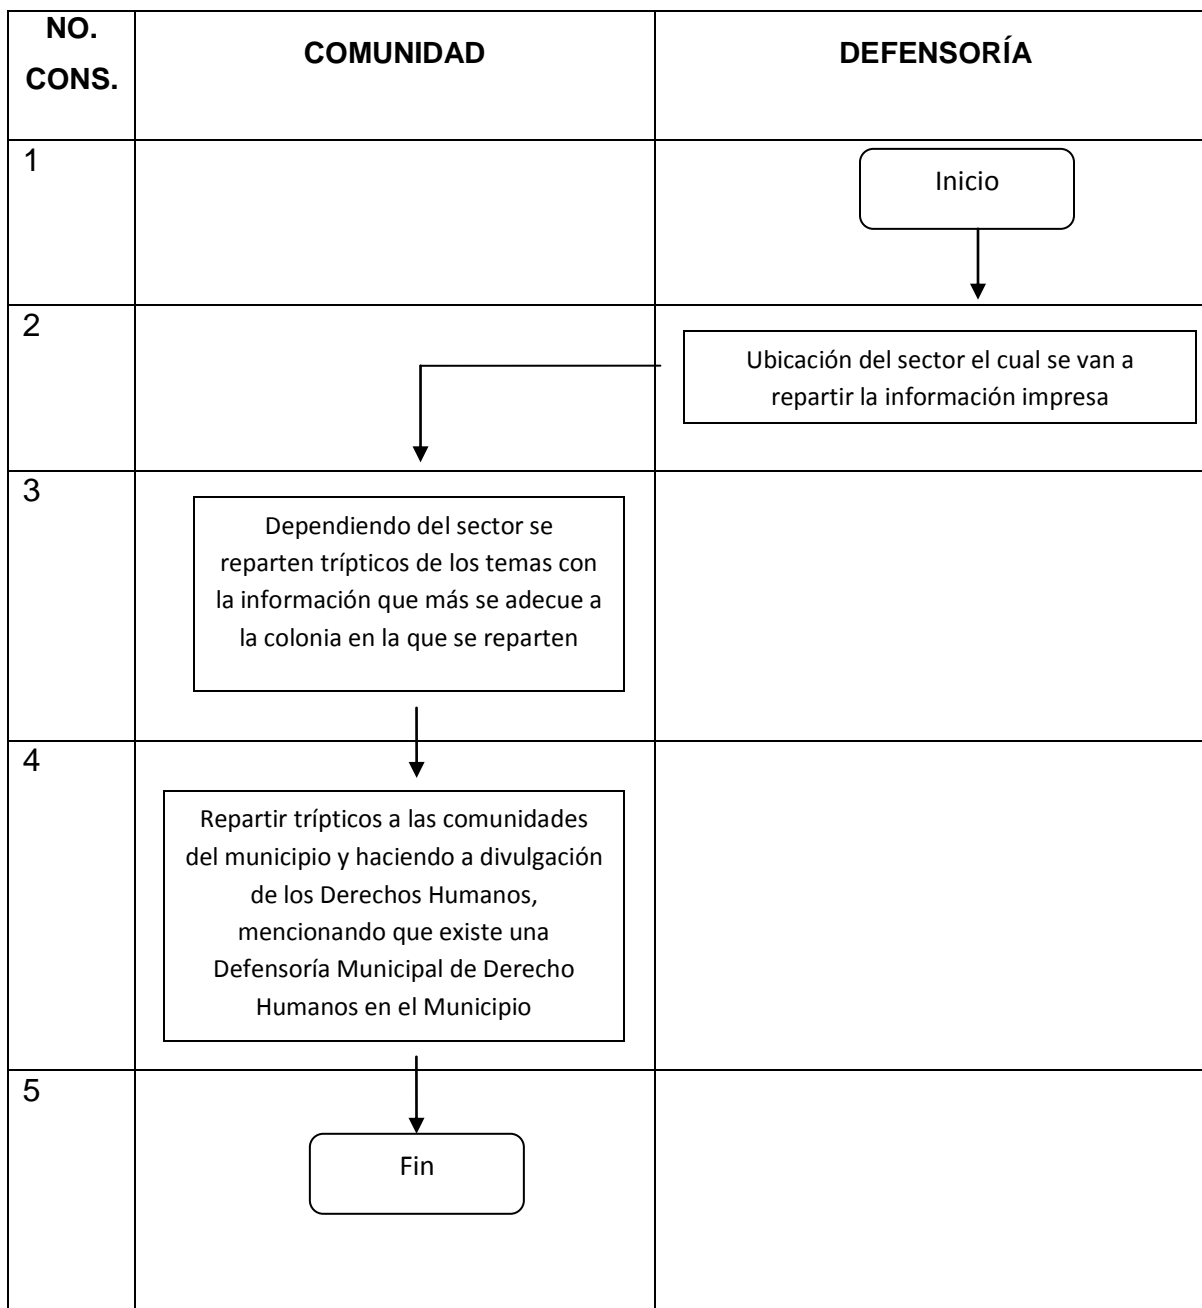 NO.
CONS.
COMUNIDAD
DEFENSORÍA
1
Inicio
2
Ubicación del sector el cual se van a
repartir la información impresa
3
Dependiendo del sector se
reparten trípticos de los temas con
la información que más se adecue a
la colonia en la que se reparten
4
Repartir trípticos a las comunidades
del municipio y haciendo a divulgación
de los Derechos Humanos,
mencionando que existe una
Defensoría Municipal de Derecho
Humanos en el Municipio
5
Fin